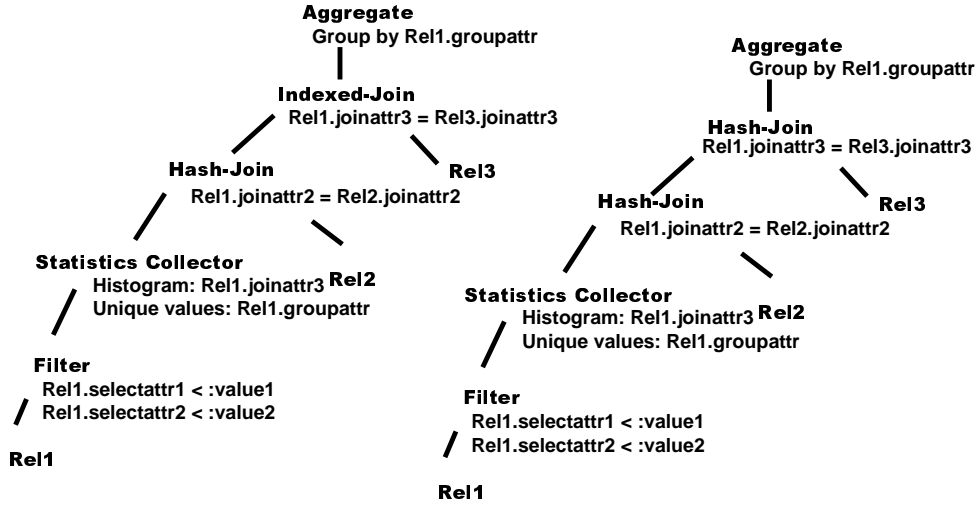 Aggregate
Group by Rel1.groupattr
Indexed-Join
Rel1.joinattr3 = Rel3.joinattr3
Hash-Join
Rel3
Rel1.joinattr2 = Rel2.joinattr2
Statistics Collector
Histogram: Rel1.joinattr3
Rel2
Unique values: Rel1.groupattr
Filter
Rel1.selectattr1 < :value1
Rel1.selectattr2 < :value2
Rel1
Aggregate
Group by Rel1.groupattr
Hash-Join
Rel1.joinattr3 = Rel3.joinattr3
Hash-Join
Rel3
Rel1.joinattr2 = Rel2.joinattr2
Statistics Collector
Histogram: Rel1.joinattr3
Rel2
Unique values: Rel1.groupattr
Filter
Rel1.selectattr1 < :value1
Rel1.selectattr2 < :value2
Rel1